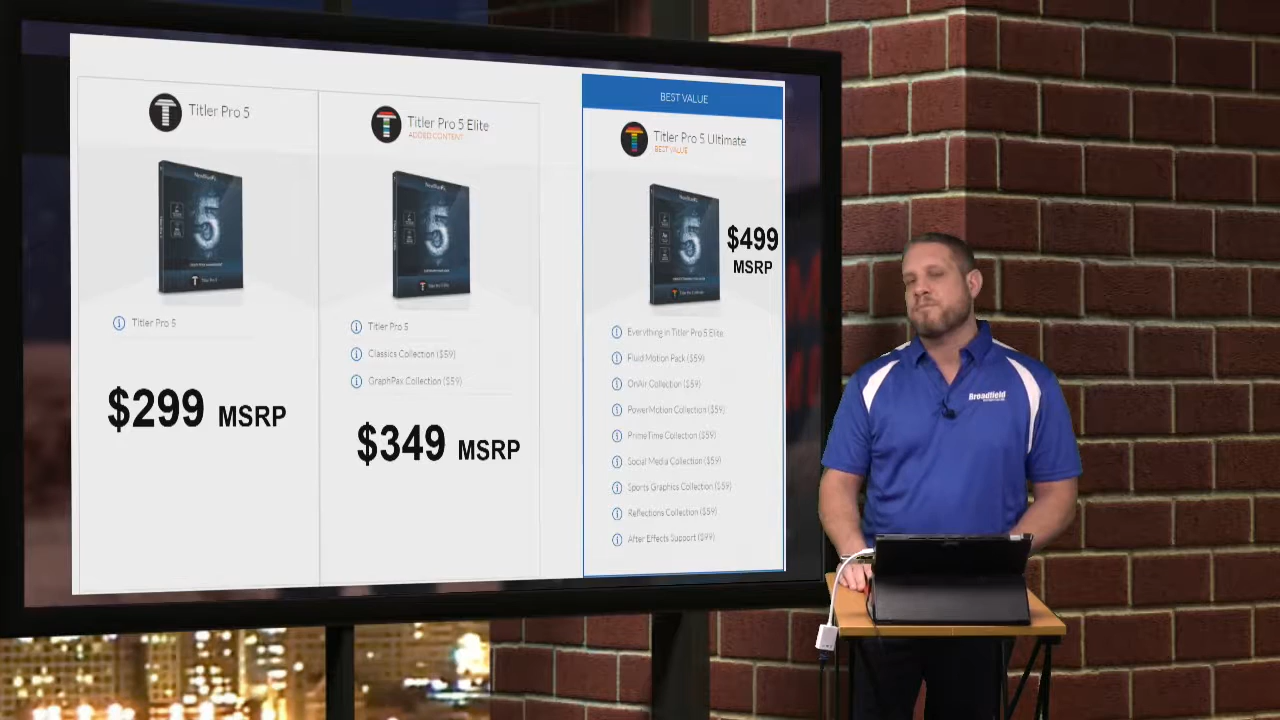 Titler Pro 5
Titler Pro 5
$299 MSRP
Titler Pro 5 Elite
ADDED CONTENT
Titler Pro 5
Classics Collection ($59)
GraphPax Collection ($59)
$349 MSRP
BEST VALUE
Titler Pro 5 Ultimate
BEST VALUE
$499
MSRP
Everything in Titler Pro 5 Elite
Fluid Motion Pack ($59)
OnAir Collection ($59)
PowerMotion Collection ($59)
PrimeTime Collection ($59)
Social Media Collection ($59)
Sports Graphics Collection ($59)
Reflections Collection ($59)
After Effects Support ($99)
5
5
5
Broadfield